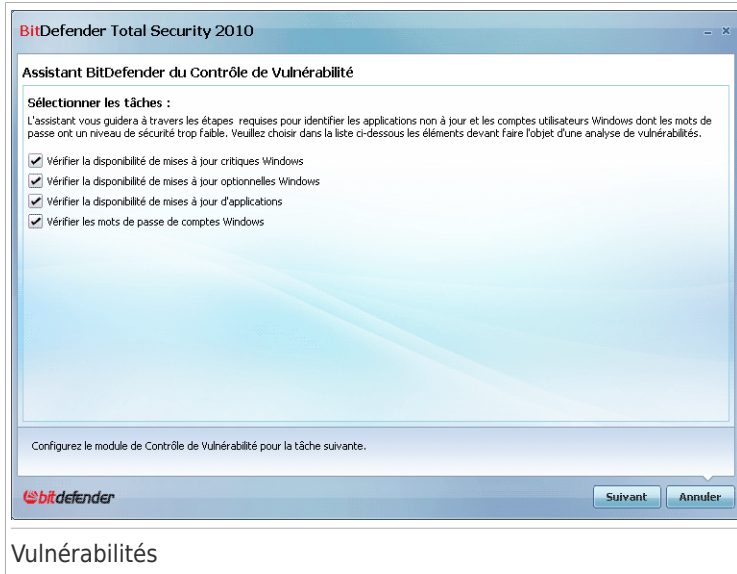 BitDefender Total Security 2010
Assistant BitDefender du Contrôle de Vulnérabilité
Sélectionner les tâches :
L'assistant vous guidera à travers les étapes requises pour identifier les applications non à jour et les comptes utilisateurs Windows dont les mots de
passe ont un niveau de sécurité trop faible. Veuillez choisir dans la liste ci-dessous les éléments devant faire l'objet d'une analyse de vulnérabilités.
Vérifier la disponibilité de mises à jour critiques Windows
Vérifier la disponibilité de mises à jour optionnelles Windows
Vérifier la disponibilité de mises à jour d'applications
Vérifier les mots de passe de comptes Windows
Configurez le module de Contrôle de Vulnérabilité pour la tâche suivante.
bitdefender
Suivant Annuler
Vulnérabilités